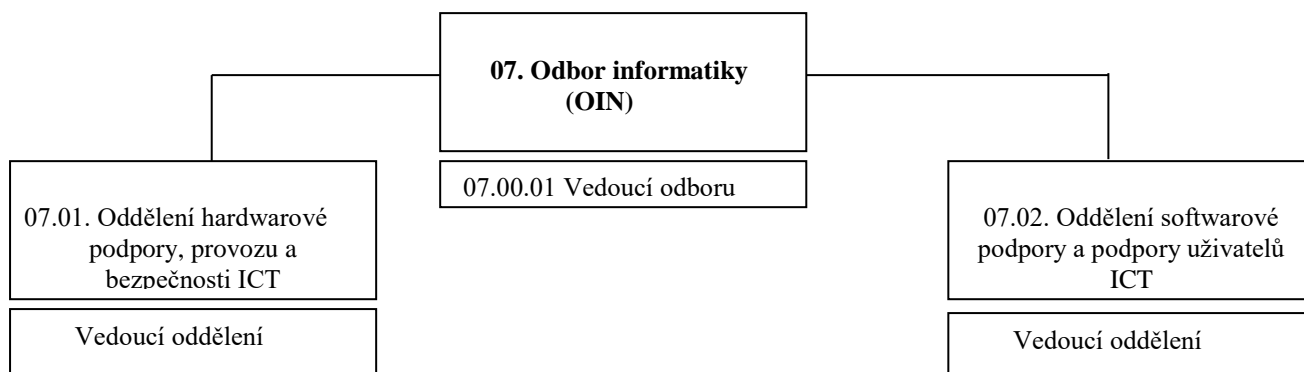 07. Odbor informatiky
(OIN)
07.00.01 Vedoucí odboru
07.01. Oddělení hardwarové
podpory, provozu a
bezpečnosti ICT
Vedoucí oddělení
07.02. Oddělení softwarové
podpory a podpory uživatelů
ICT
Vedoucí oddělení